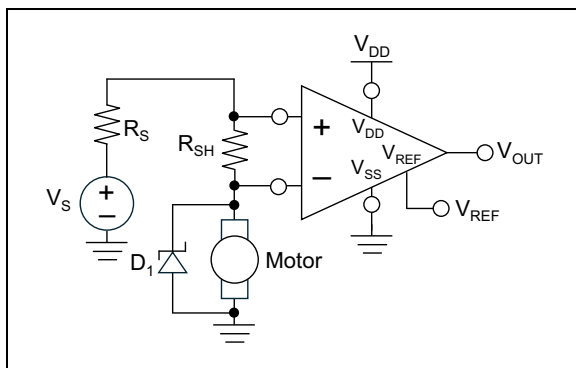 V_DD
R_S
R_SH
+
V_DD
V_REF
V_OUT
V_S
+
−
−
V_SS
V_REF
D_1
Motor